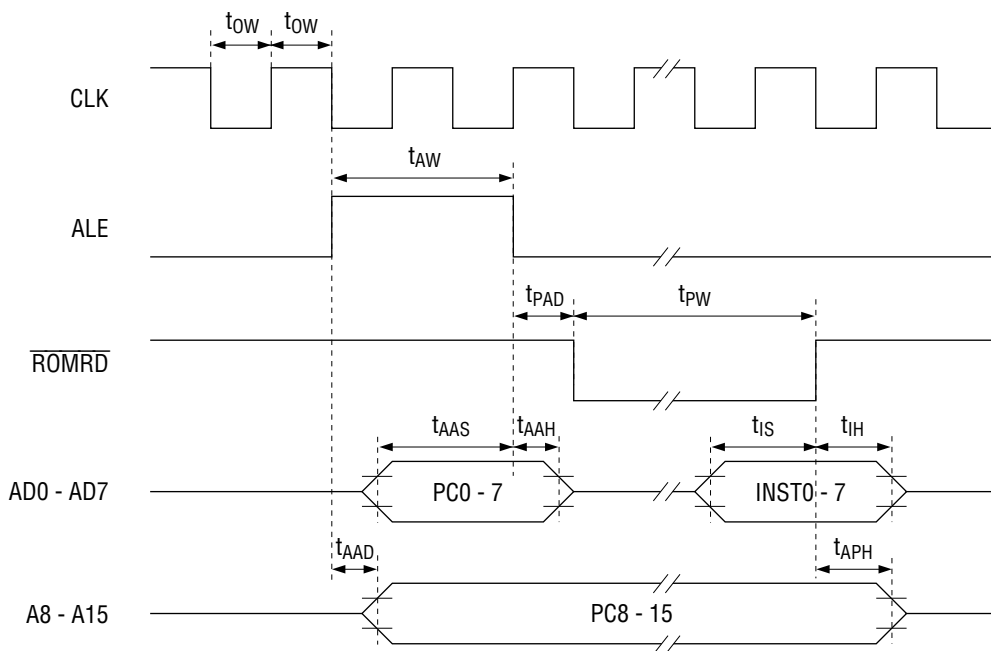 tOW tOW
CLK
tAW
ALE
tPAD tPW
ROMRD
tAAS tAAH tIS tIH
AD0 - AD7 PC0 - 7 INST0 - 7
tAAD tAPH
A8 - A15 PC8 - 15